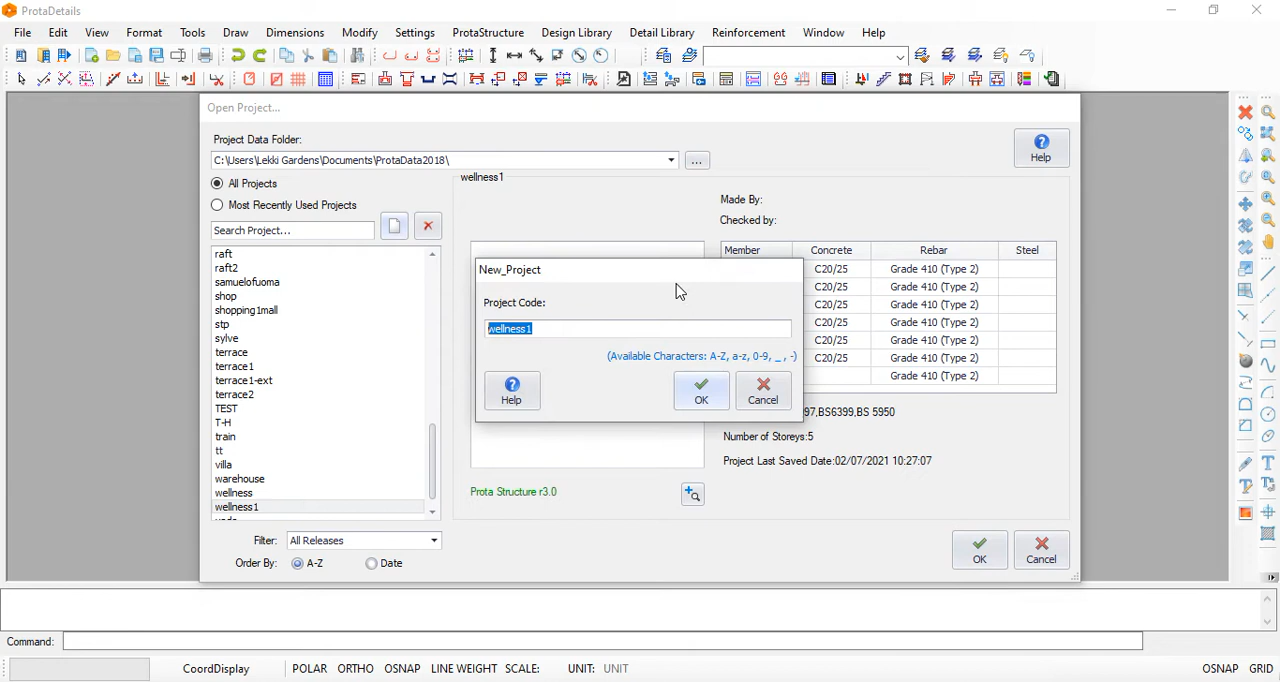 ProtaDetails
File Edit View Format Tools Draw Dimensions Modify Settings ProtaStructure Design Library Detail Library Reinforcement Window Help
Open Project...
Project Data Folder:
C:\Users\Lekki Gardens\Documents\ProtaData2018\
...
Help
All Projects
Most Recently Used Projects
Search Project...
raft
raft2
samuelofuoma
shop
shopping1mall
stp
sylve
terrace
terrace1
terrace1-ext
terrace2
TEST
T-H
train
tt
villa
warehouse
wellness
wellness1
Filter: All Releases
Order By: A-Z Date
wellness1
Made By:
Checked by:
Member Concrete Rebar Steel
C20/25 Grade 410 (Type 2)
C20/25 Grade 410 (Type 2)
C20/25 Grade 410 (Type 2)
C20/25 Grade 410 (Type 2)
C20/25 Grade 410 (Type 2)
C20/25 Grade 410 (Type 2)
Grade 410 (Type 2)
97,BS6399,BS 5950
Number of Storeys:5
Project Last Saved Date:02/07/2021 10:27:07
Prota Structure r3.0
OK Cancel
New_Project
Project Code:
wellness1
(Available Characters: A-Z, a-z, 0-9, _ , -)
Help OK Cancel
Command:
CoordDisplay POLAR ORTHO OSNAP LINE WEIGHT SCALE: UNIT: UNIT OSNAP GRID